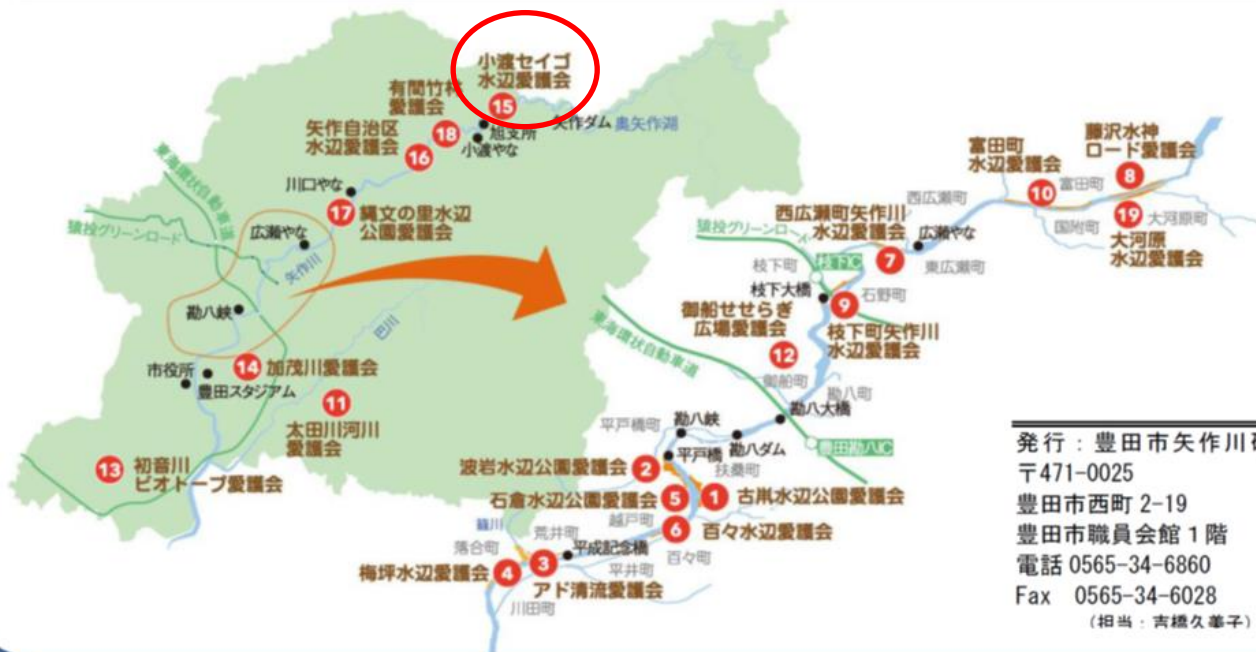 小渡セイゴ
水辺愛護会
15
有間竹林
愛護会
18
旭支所
小渡やな
矢作ダム
奥矢作湖
矢作自治区
水辺愛護会
16
川口やな
17
縄文の里水辺
公園愛護会
東海環状自動車道
猿投グリーンロード
広瀬やな
矢作川
勘八峡
巴川
市役所
豊田スタジアム
14
加茂川愛護会
11
太田川河川
愛護会
13
初音川
ビオトープ愛護会
富田町
水辺愛護会
10
富田町
藤沢水神
ロード愛護会
8
19
大河原町
大河原
水辺愛護会
国附町
西広瀬町
西広瀬町矢作川
水辺愛護会
7
広瀬やな
東広瀬町
猿投グリーンロード
枝下町
枝下IC
枝下大橋
石野町
9
枝下町矢作川
水辺愛護会
御船せせらぎ
広場愛護会
12
御船町
東海環状自動車道
勘八町
勘八大橋
豊田勘八IC
平戸橋町
勘八峡
勘八ダム
平戸橋
扶桑町
波岩水辺公園愛護会
2
石倉水辺公園愛護会
5
1
古鼡水辺公園愛護会
越戸町
6
百々水辺愛護会
百々町
籠川
荒井町
落合町
平成記念橋
平井町
梅坪水辺愛護会
4
3
アド清流愛護会
川田町
発行：豊田市矢作川
〒471-0025
豊田市西町 2-19
豊田市職員会館 1 階
電話 0565-34-6860
Fax 0565-34-6028
（担当：吉橋久美子）